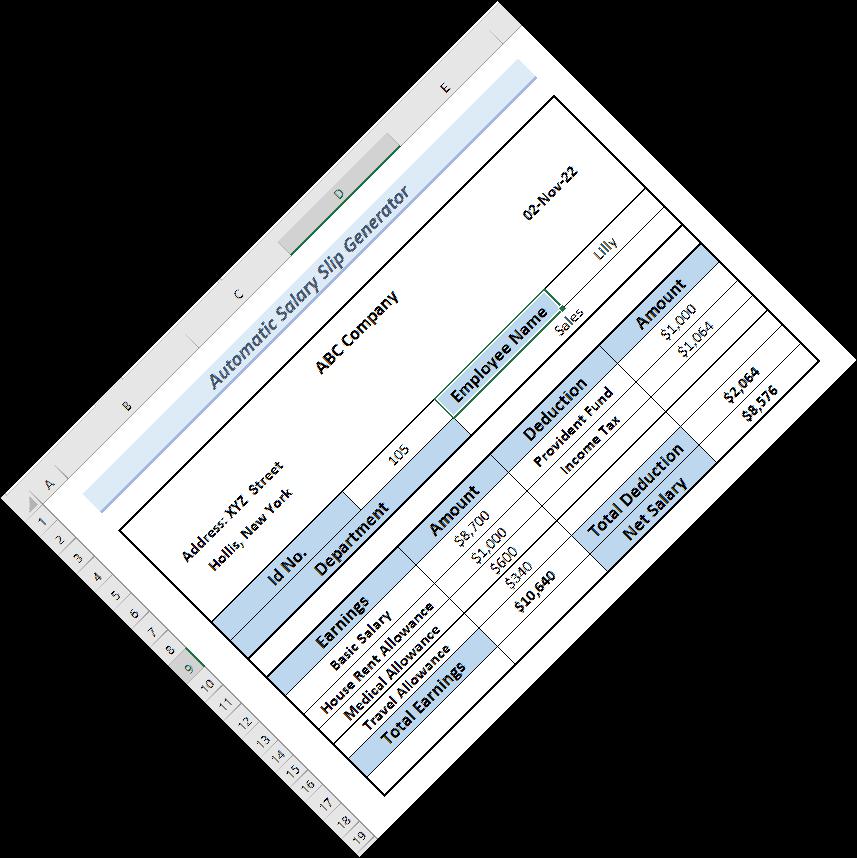 A B C D E
1
2
3
4
5
6
7
8
9
10
11
12
13
14
15
16
17
18
19
Automatic Salary Slip Generator
ABC Company
02-Nov-22
Address: XYZ Street
Hollis, New York
Id No. 105 Employee Name Lilly
Department Sales
Earnings Amount Deduction Amount
Basic Salary $8,700 Provident Fund $1,000
House Rent Allowance $1,000 Income Tax $1,064
Medical Allowance $600
Travel Allowance $340
Total Earnings $10,640 Total Deduction $2,064
Net Salary $8,576